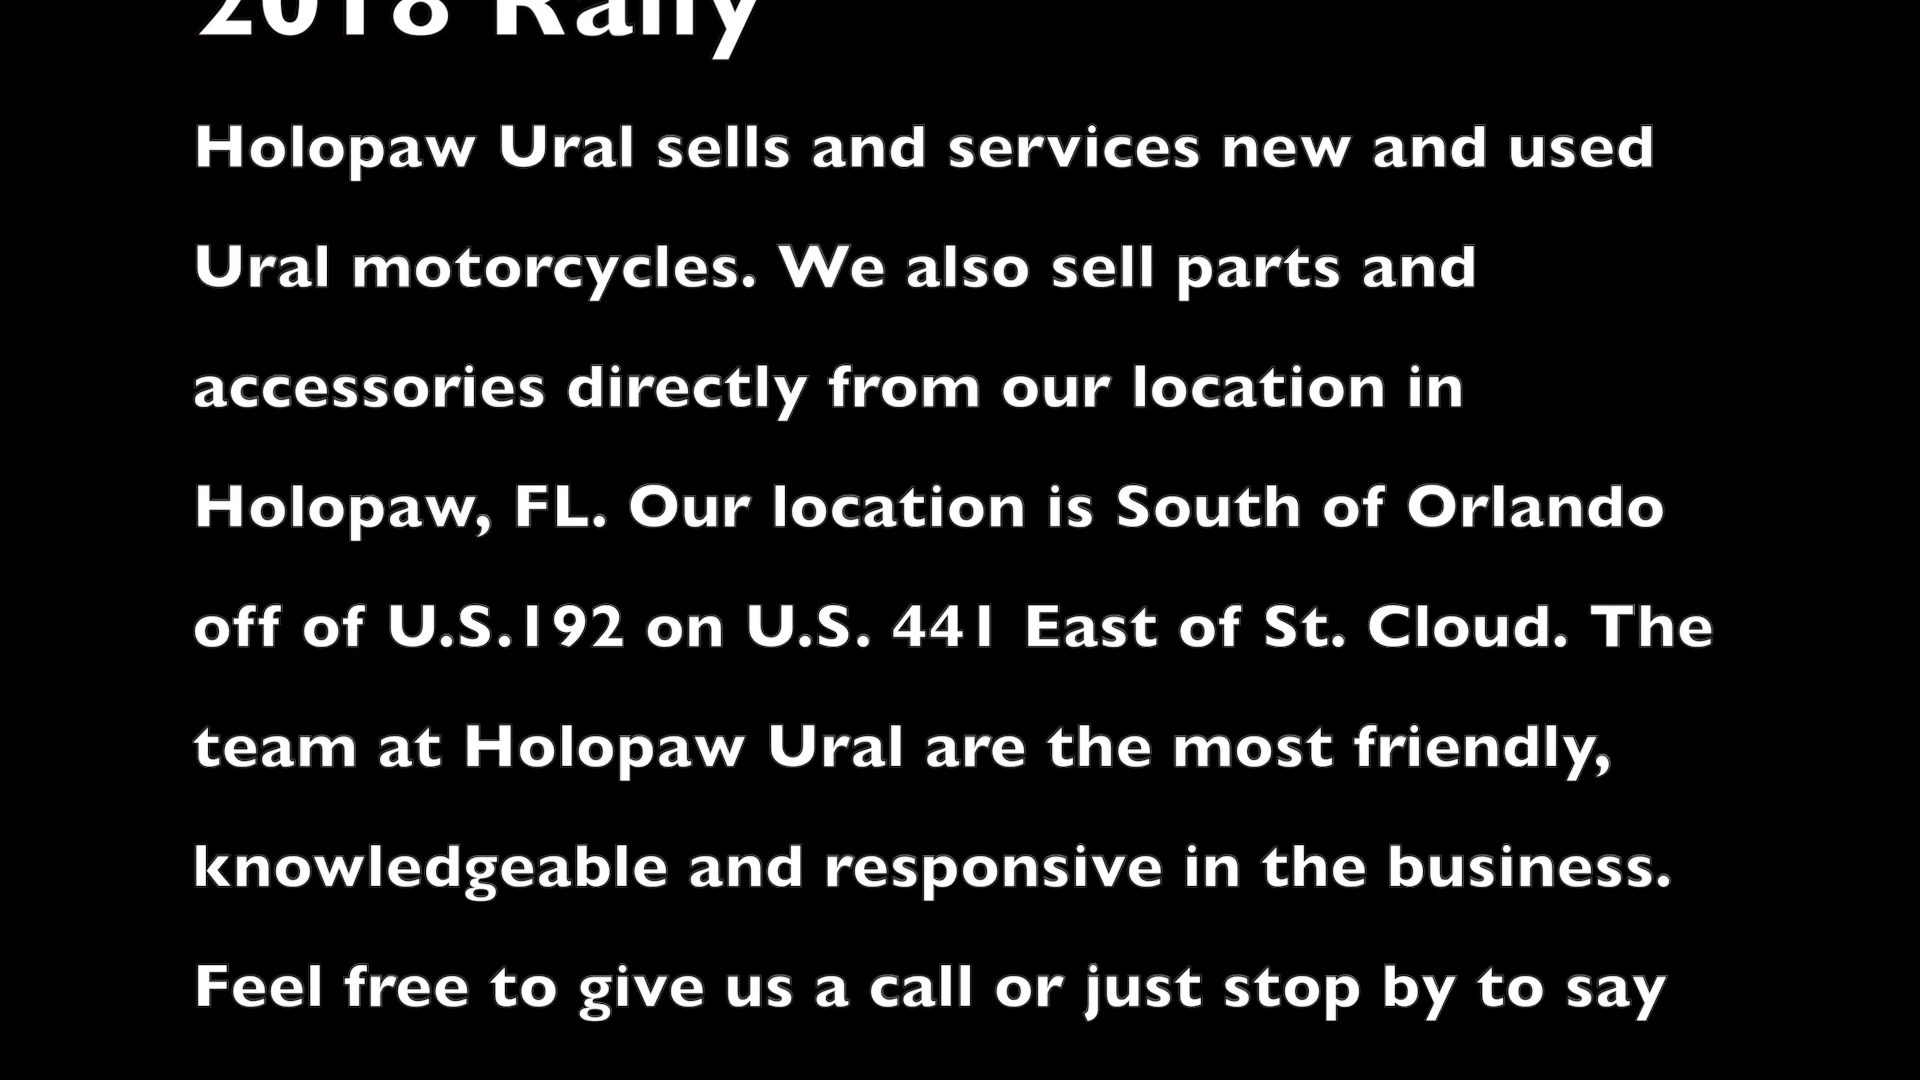 2018 Rally
Holopaw Ural sells and services new and used
Ural motorcycles. We also sell parts and
accessories directly from our location in
Holopaw, FL. Our location is South of Orlando
off of U.S.192 on U.S. 441 East of St. Cloud. The
team at Holopaw Ural are the most friendly,
knowledgeable and responsive in the business.
Feel free to give us a call or just stop by to say